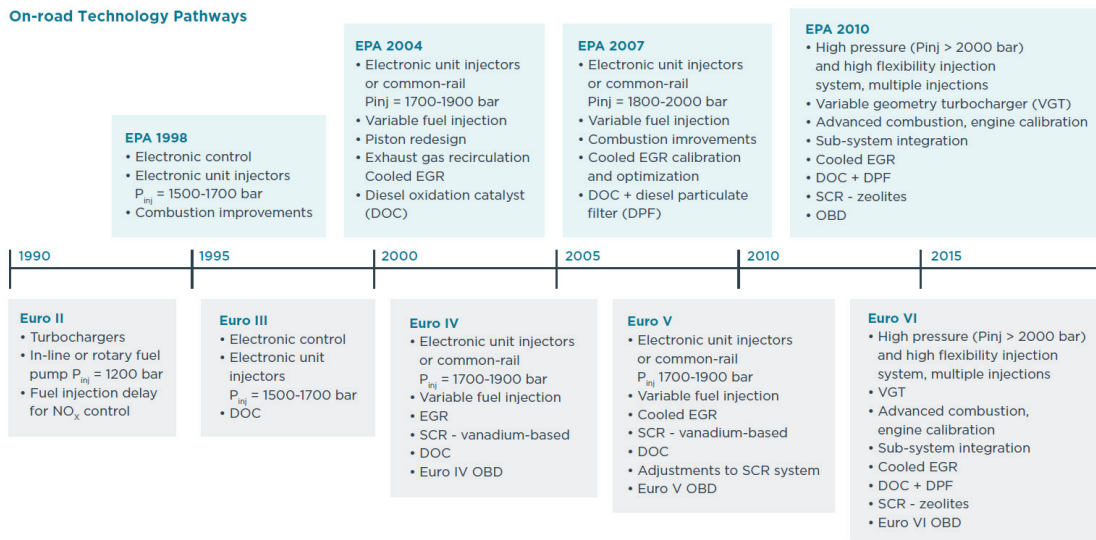 On-road Technology Pathways
EPA 1998
• Electronic control
• Electronic unit injectors
Pinj = 1500-1700 bar
• Combustion improvements
EPA 2004
• Electronic unit injectors
or common-rail
Pinj = 1700-1900 bar
• Variable fuel injection
• Piston redesign
• Exhaust gas recirculation
Cooled EGR
• Diesel oxidation catalyst
(DOC)
EPA 2007
• Electronic unit injectors
or common-rail
Pinj = 1800-2000 bar
• Variable fuel injection
• Combustion imrovements
• Cooled EGR calibration
and optimization
• DOC + diesel particulate
filter (DPF)
EPA 2010
• High pressure (Pinj > 2000 bar)
and high flexibility injection
system, multiple injections
• Variable geometry turbocharger (VGT)
• Advanced combustion, engine calibration
• Sub-system integration
• Cooled EGR
• DOC + DPF
• SCR - zeolites
• OBD
1990
1995
2000
2005
2010
2015
Euro II
• Turbochargers
• In-line or rotary fuel
pump Pinj = 1200 bar
• Fuel injection delay
for NOX control
Euro III
• Electronic control
• Electronic unit
injectors
Pinj = 1500-1700 bar
• DOC
Euro IV
• Electronic unit injectors
or common-rail
Pinj = 1700-1900 bar
• Variable fuel injection
• EGR
• SCR - vanadium-based
• DOC
• Euro IV OBD
Euro V
• Electronic unit injectors
or common-rail
Pinj 1700-1900 bar
• Variable fuel injection
• Cooled EGR
• SCR - vanadium-based
• DOC
• Adjustments to SCR system
• Euro V OBD
Euro VI
• High pressure (Pinj > 2000 bar)
and high flexibility injection
system, multiple injections
• VGT
• Advanced combustion,
engine calibration
• Sub-system integration
• Cooled EGR
• DOC + DPF
• SCR - zeolites
• Euro VI OBD